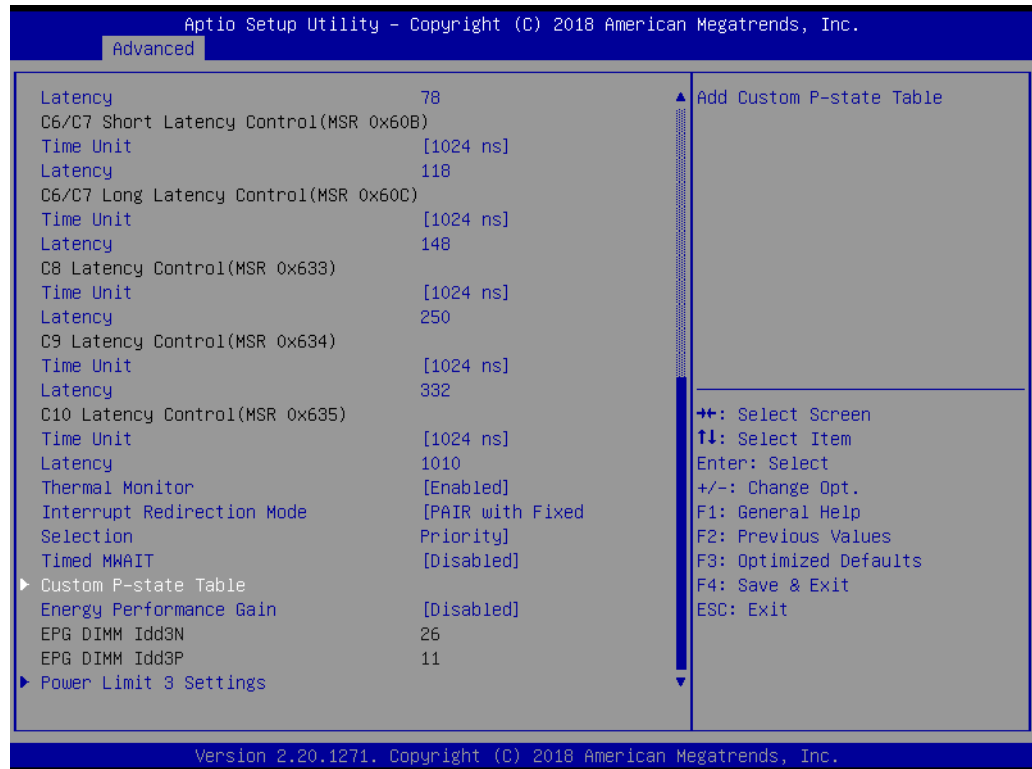 Aptio Setup Utility – Copyright (C) 2018 American Megatrends, Inc.
Advanced
Latency 78
C6/C7 Short Latency Control(MSR 0x60B)
Time Unit [1024 ns]
Latency 118
C6/C7 Long Latency Control(MSR 0x60C)
Time Unit [1024 ns]
Latency 148
C8 Latency Control(MSR 0x633)
Time Unit [1024 ns]
Latency 250
C9 Latency Control(MSR 0x634)
Time Unit [1024 ns]
Latency 332
C10 Latency Control(MSR 0x635)
Time Unit [1024 ns]
Latency 1010
Thermal Monitor [Enabled]
Interrupt Redirection Mode [PAIR with Fixed
Selection Priority]
Timed MWAIT [Disabled]
Custom P-state Table
Energy Performance Gain [Disabled]
EPG DIMM Idd3N 26
EPG DIMM Idd3P 11
Power Limit 3 Settings
Add Custom P-state Table
→←: Select Screen
↑↓: Select Item
Enter: Select
+/-: Change Opt.
F1: General Help
F2: Previous Values
F3: Optimized Defaults
F4: Save & Exit
ESC: Exit
Version 2.20.1271. Copyright (C) 2018 American Megatrends, Inc.